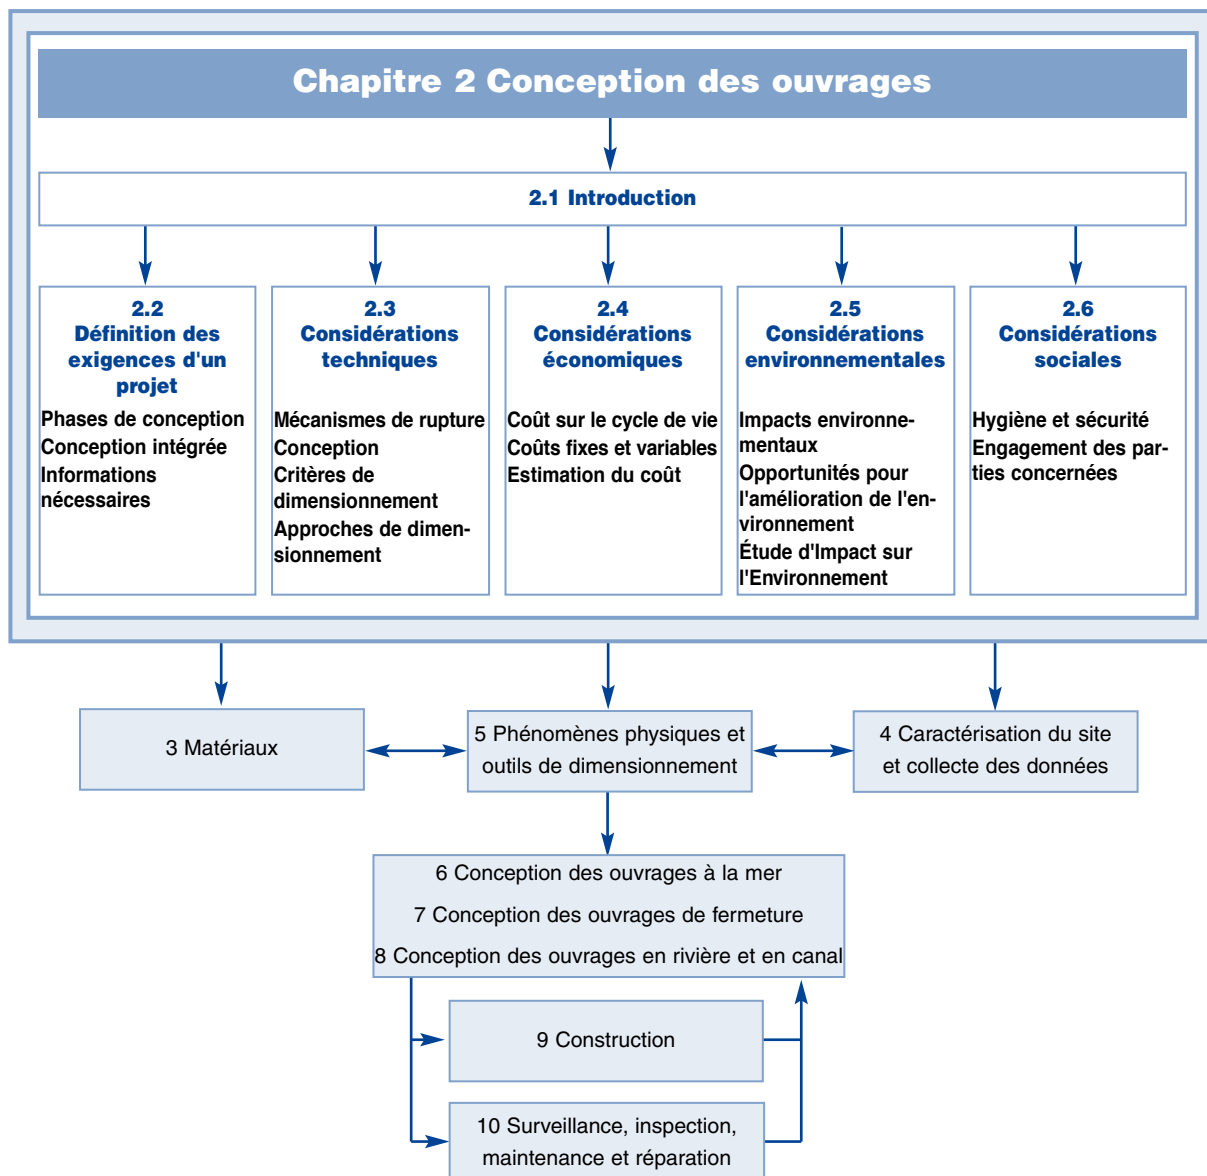 Chapitre 2 Conception des ouvrages
2.1 Introduction
2.2
Définition des
exigences d'un
projet
Phases de conception
Conception intégrée
Informations
nécessaires
2.3
Considérations
techniques
Mécanismes de rupture
Conception
Critères de
dimensionnement
Approches de dimen-
sionnement
2.4
Considérations
économiques
Coût sur le cycle de vie
Coûts fixes et variables
Estimation du coût
2.5
Considérations
environnementales
Impacts environne-
mentaux
Opportunités pour
l'amélioration de l'en-
vironnement
Étude d'Impact sur
l'Environnement
2.6
Considérations
sociales
Hygiène et sécurité
Engagement des par-
ties concernées
3 Matériaux
5 Phénomènes physiques et
outils de dimensionnement
4 Caractérisation du site
et collecte des données
6 Conception des ouvrages à la mer
7 Conception des ouvrages de fermeture
8 Conception des ouvrages en rivière et en canal
9 Construction
10 Surveillance, inspection,
maintenance et réparation